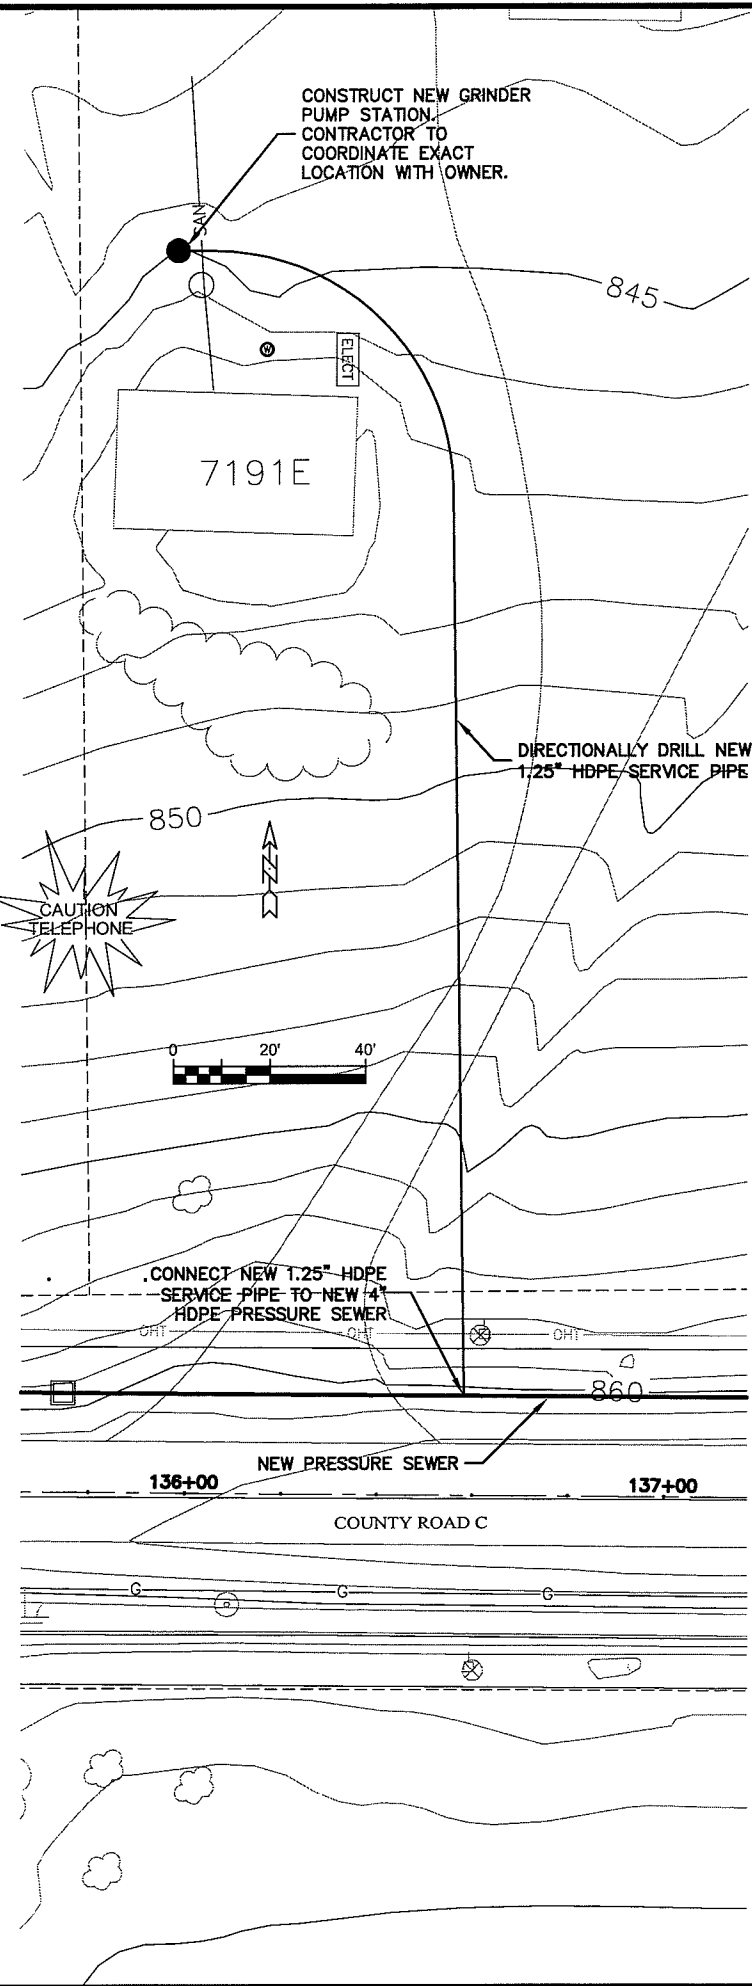 CONSTRUCT NEW GRINDER
PUMP STATION.
CONTRACTOR TO
COORDINATE EXACT
LOCATION WITH OWNER.
SAN
845
W
ELECT
7191E
DIRECTIONALLY DRILL NEW
1.25" HDPE SERVICE PIPE
850
N
CAUTION
TELEPHONE
0 20' 40'
CONNECT NEW 1.25" HDPE
SERVICE PIPE TO NEW 4"
HDPE PRESSURE SEWER
OHT OHT OHT
860
NEW PRESSURE SEWER
136+00 137+00
COUNTY ROAD C
G G G